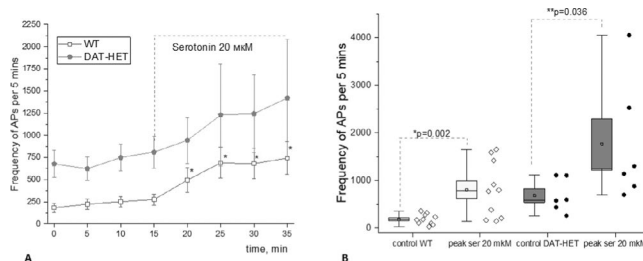 2250
2000
1750
1500
1250
1000
750
500
250
0
Frequency of APs per 5 mins
WT
DAT-HET
Serotonin 20 мкМ
*
*
*
*
0 5 10 15 20 25 30 35
time, min
A
**p=0.036
*p=0.002
4000
3000
2000
1000
0
Frequency of APs per 5 mins
control WT peak ser 20 mkM control DAT-HET peak ser 20 mkM
B